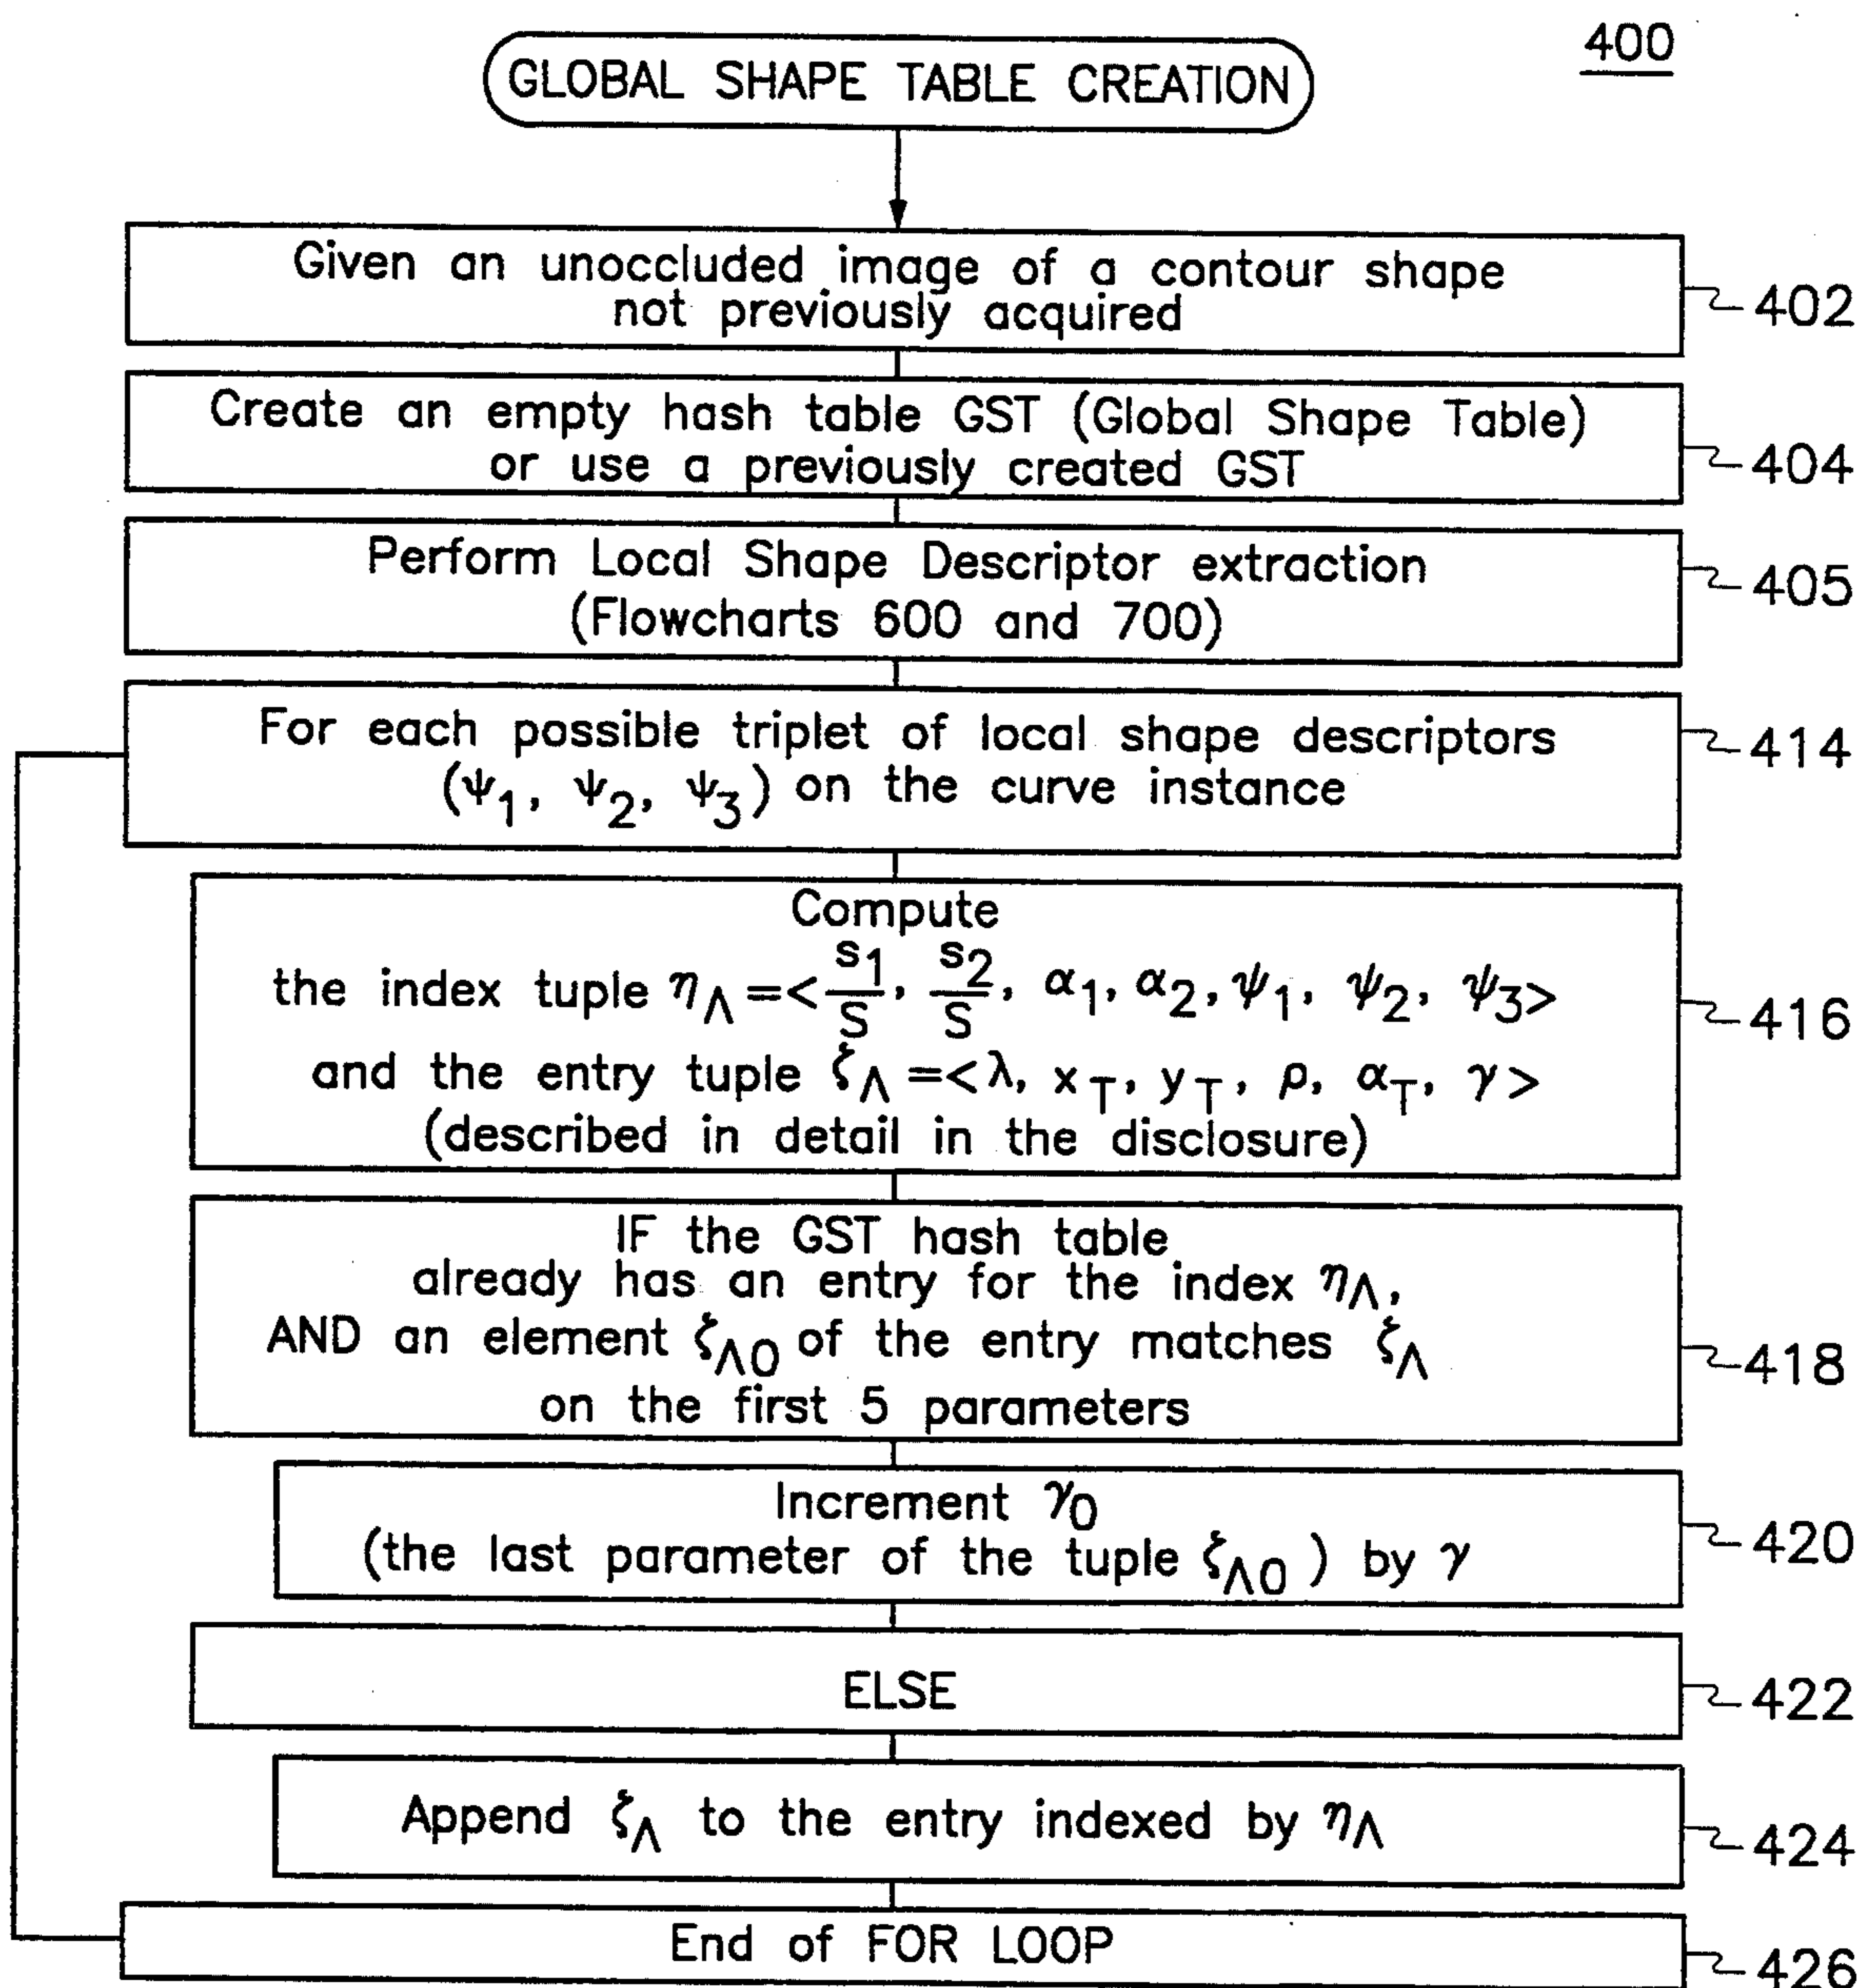 400
GLOBAL SHAPE TABLE CREATION
Given an unoccluded image of a contour shape
not previously acquired
402
Create an empty hash table GST (Global Shape Table)
or use a previously created GST
404
Perform Local Shape Descriptor extraction
(Flowcharts 600 and 700)
405
For each possible triplet of local shape descriptors
(ψ1, ψ2, ψ3) on the curve instance
414
Compute
the index tuple ηΛ =< s1/S, s2/S, α1, α2, ψ1, ψ2, ψ3>
and the entry tuple ζΛ =<λ, xT, yT, ρ, αT, γ>
(described in detail in the disclosure)
416
IF the GST hash table
already has an entry for the index ηΛ,
AND an element ζΛ0 of the entry matches ζΛ
on the first 5 parameters
418
Increment γ0
(the last parameter of the tuple ζΛ0 ) by γ
420
ELSE
422
Append ζΛ to the entry indexed by ηΛ
424
End of FOR LOOP
426